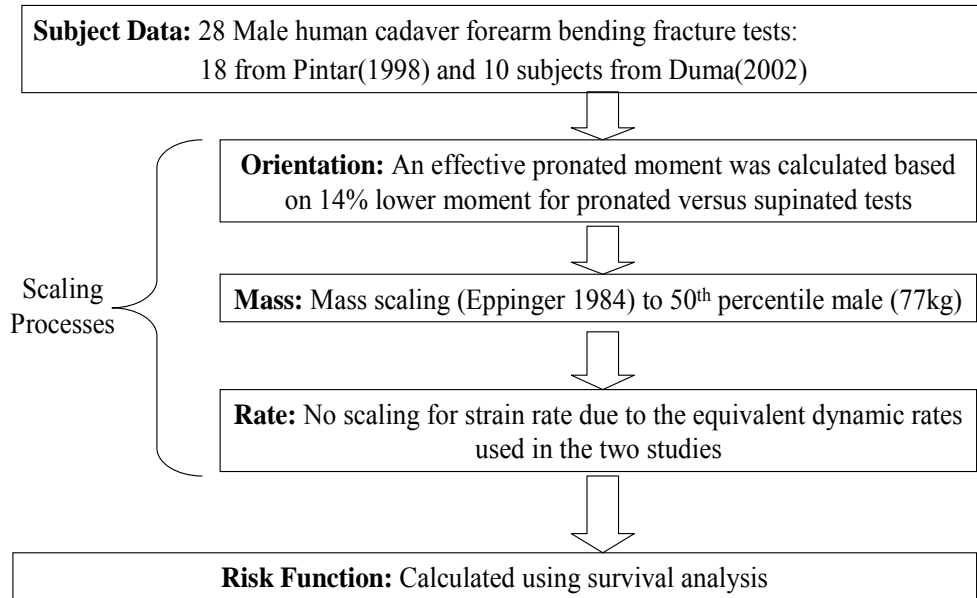 Subject Data: 28 Male human cadaver forearm bending fracture tests:
18 from Pintar(1998) and 10 subjects from Duma(2002)
Orientation: An effective pronated moment was calculated based
on 14% lower moment for pronated versus supinated tests
Scaling
Processes
Mass: Mass scaling (Eppinger 1984) to 50th percentile male (77kg)
Rate: No scaling for strain rate due to the equivalent dynamic rates
used in the two studies
Risk Function: Calculated using survival analysis